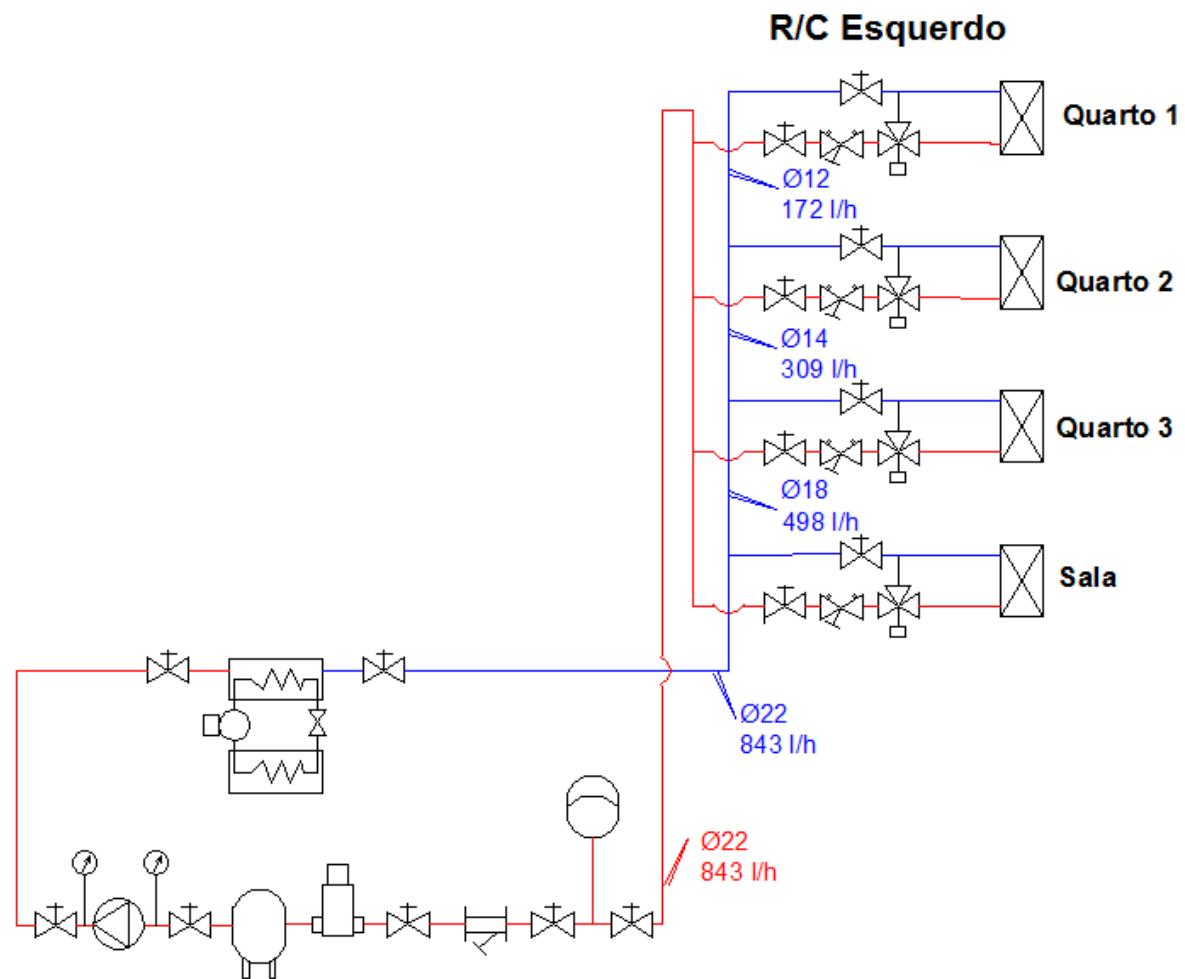 R/C Esquerdo
Quarto 1
Ø12
172 l/h
Quarto 2
Ø14
309 l/h
Quarto 3
Ø18
498 l/h
Sala
Ø22
843 l/h
Ø22
843 l/h